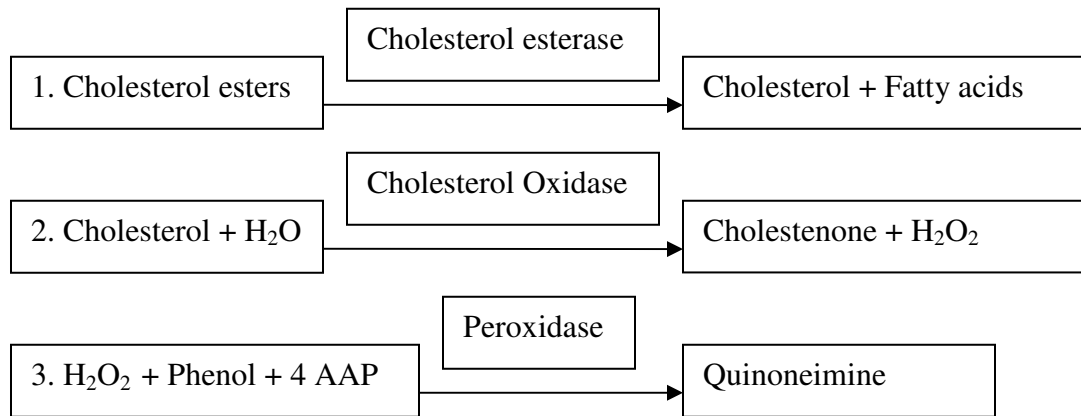 Cholesterol esterase
1. Cholesterol esters
Cholesterol + Fatty acids
Cholesterol Oxidase
2. Cholesterol + H₂O
Cholestenone + H₂O₂
Peroxidase
3. H₂O₂ + Phenol + 4 AAP
Quinoneimine